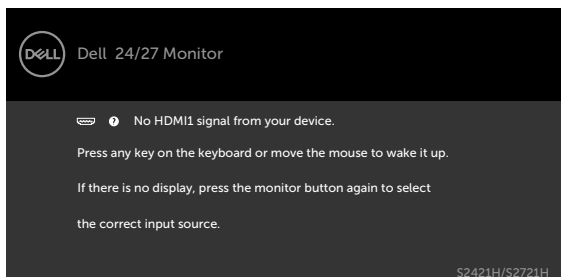 DELL
Dell 24/27 Monitor
? No HDMI1 signal from your device.
Press any key on the keyboard or move the mouse to wake it up.
If there is no display, press the monitor button again to select
the correct input source.
S2421H/S2721H